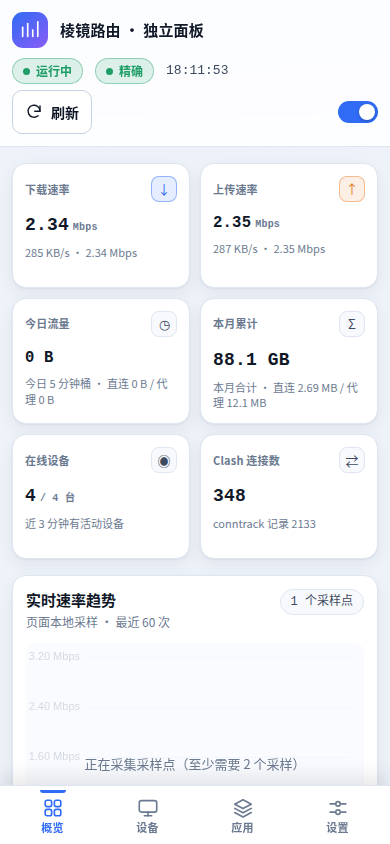 棱镜路由 • 独立面板
运行中 精确 18:11:53
刷新
下载速率 ↓
2.34 Mbps
285 KB/s • 2.34 Mbps
上传速率 ↑
2.35 Mbps
287 KB/s • 2.35 Mbps
今日流量
0 B
今日 5 分钟桶 • 直连 0 B / 代
理 0 B
本月累计 Σ
88.1 GB
本月合计 • 直连 2.69 MB / 代
理 12.1 MB
在线设备
4 / 4 台
近 3 分钟有活动设备
Clash 连接数 ⇄
348
conntrack 记录 2133
实时速率趋势 1 个采样点
页面本地采样 • 最近 60 次
3.20 Mbps
2.40 Mbps
1.60 Mbps
正在采集采样点（至少需要 2 个采样）
概览 设备 应用 设置